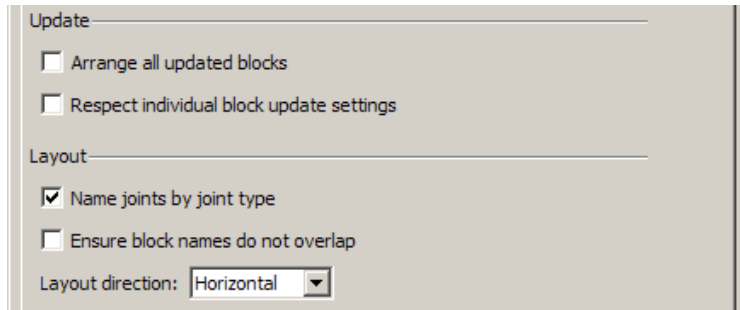 Update
Arrange all updated blocks
Respect individual block update settings
Layout
Name joints by joint type
Ensure block names do not overlap
Layout direction: Horizontal